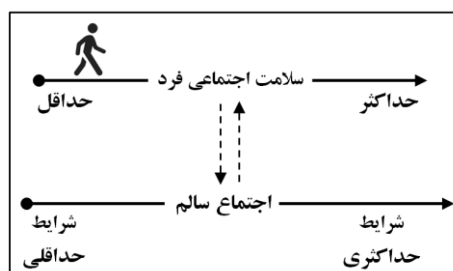 سلامت اجتماعی فرد
حداکثر
حداقل
اجتماع سالم
شرایط حداکثری
شرایط حداقلی